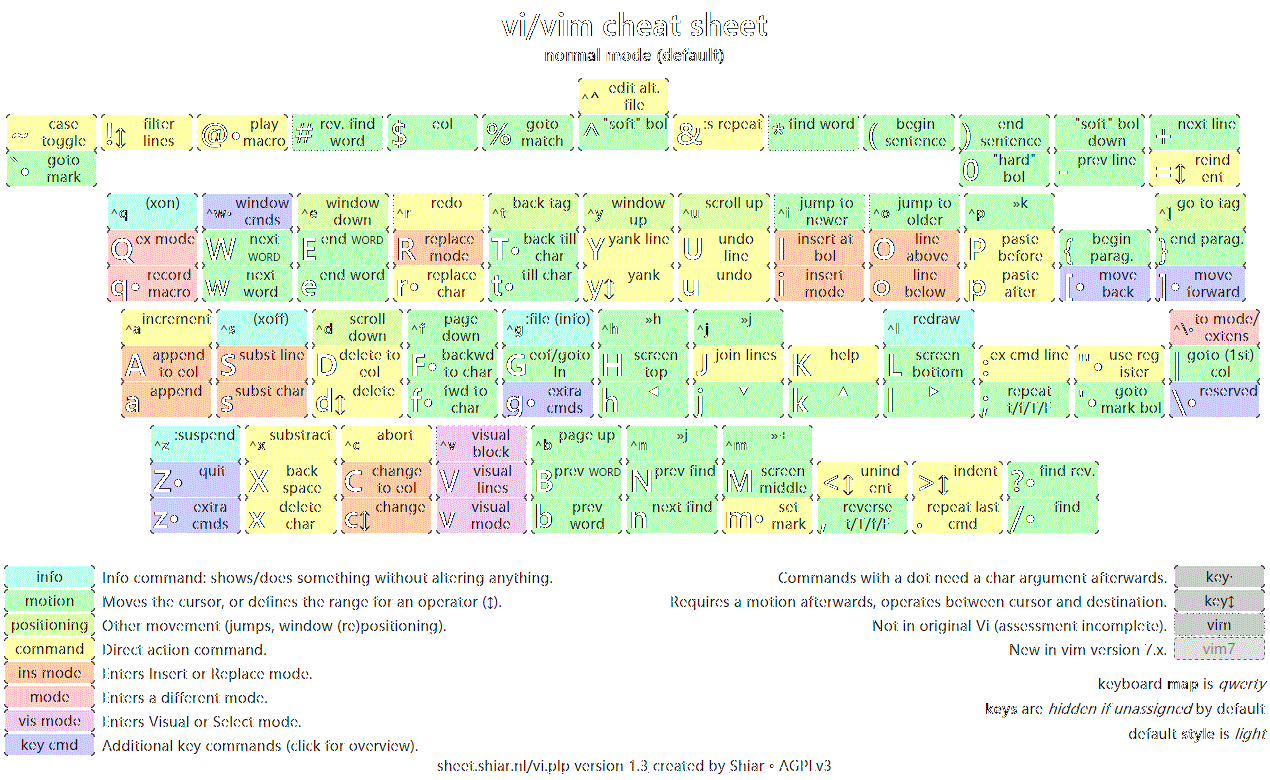 vi/vim cheat sheet
normal mode (default)
^^ edit alt. file
~ case toggle
!↕ filter lines
@• play macro
# rev. find word
$ eol
% goto match
^ "soft" bol
& :s repeat
* find word
( begin sentence
) end sentence
"soft" bol down
+ next line
`• goto mark
0 "hard" bol
- prev line
=↕ reind ent
^q (xon)
^w· window cmds
^e window down
^r redo
^t back tag
^y window up
^u scroll up
^i jump to newer
^o jump to older
^p »k
^] go to tag
Q ex mode
W next WORD
E end WORD
R replace mode
T• back till char
Y yank line
U undo line
I insert at bol
O line above
P paste before
{ begin parag.
} end parag.
q• record macro
w next word
e end word
r• replace char
t• till char
y↕ yank
u undo
i insert mode
o line below
p paste after
[• move back
]• move forward
^a increment
^s (xoff)
^d scroll down
^f page down
^g :file (info)
^h »h
^j »j
^l redraw
^\• to mode/ extens
A append to eol
S subst line
D delete to eol
F• backwd to char
G eof/goto ln
H screen top
J join lines
K help
L screen bottom
: ex cmd line
"• use reg ister
| goto (1st) col
a append
s subst char
d↕ delete
f• fwd to char
g• extra cmds
h
j
k
l
; repeat t/T/f/F
'• goto mark bol
\• reserved
^z :suspend
^x substract
^c abort
^v visual block
^b page up
^n »j
^m
Z• quit
X back space
C change to eol
V visual lines
B prev WORD
N prev find
M screen middle
<↕ unind ent
>↕ indent
?• find rev.
z• extra cmds
x delete char
c↕ change
v visual mode
b prev word
n next find
m• set mark
, reverse t/T/f/F
. repeat last cmd
/• find
info Info command: shows/does something without altering anything.
motion Moves the cursor, or defines the range for an operator (↕).
positioning Other movement (jumps, window (re)positioning).
command Direct action command.
ins mode Enters Insert or Replace mode.
mode Enters a different mode.
vis mode Enters Visual or Select mode.
key cmd Additional key commands (click for overview).
Commands with a dot need a char argument afterwards. key·
Requires a motion afterwards, operates between cursor and destination. key↕
Not in original Vi (assessment incomplete). vim
New in vim version 7.x. vim7
keyboard map is qwerty
keys are hidden if unassigned by default
default style is light
sheet.shiar.nl/vi.plp version 1.3 created by Shiar • AGPLv3